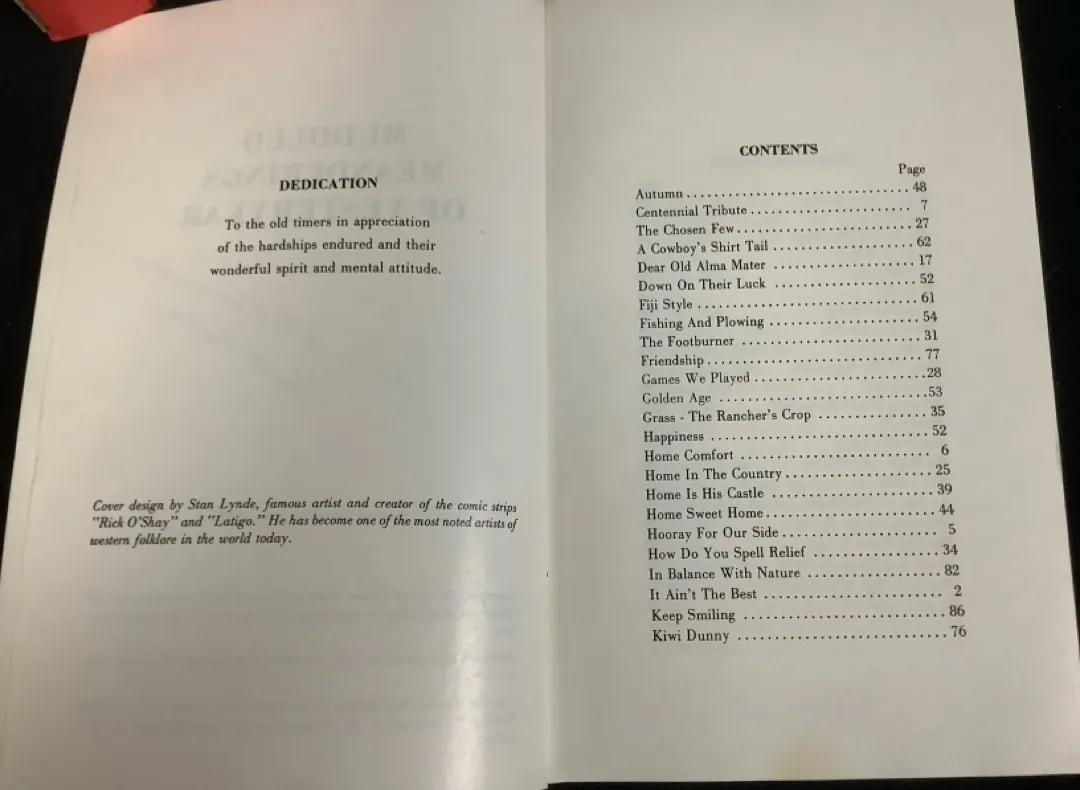 DEDICATION
To the old timers in appreciation
of the hardships endured and their
wonderful spirit and mental attitude.
Cover design by Stan Lynde, famous artist and creator of the comic strips
"Rick O'Shay" and "Latigo." He has become one of the most noted artists of
western folklore in the world today.
CONTENTS
Page
Autumn ................................ 48
Centennial Tribute ....................... 7
The Chosen Few ......................... 27
A Cowboy's Shirt Tail .................... 62
Dear Old Alma Mater .................... 17
Down On Their Luck .................... 52
Fiji Style ................................ 61
Fishing And Plowing ...................... 54
The Footburner .......................... 31
Friendship ............................... 77
Games We Played ......................... 28
Golden Age .............................. 53
Grass - The Rancher's Crop ............... 35
Happiness ............................... 52
Home Comfort ........................... 6
Home In The Country ..................... 25
Home Is His Castle ....................... 39
Home Sweet Home ........................ 44
Hooray For Our Side ...................... 5
How Do You Spell Relief .................. 34
In Balance With Nature ................... 82
It Ain't The Best .......................... 2
Keep Smiling ............................. 86
Kiwi Dunny .............................. 76